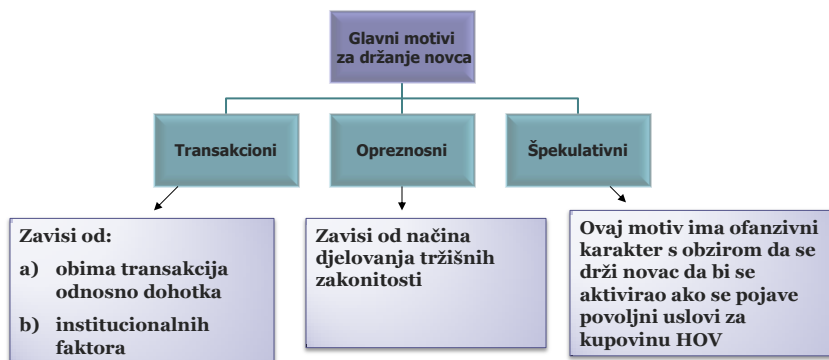 Glavni motivi
za držanje novca
Transakcioni
Opreznosni
Špekulativni
Zavisi od:
a) obima transakcija
odnosno dohotka
b) institucionalnih
faktora
Zavisi od načina
djelovanja tržišnih
zakonitosti
Ovaj motiv ima ofanzivni
karakter s obzirom da se
drži novac da bi se
aktivirao ako se pojave
povoljni uslovi za
kupovinu HOV